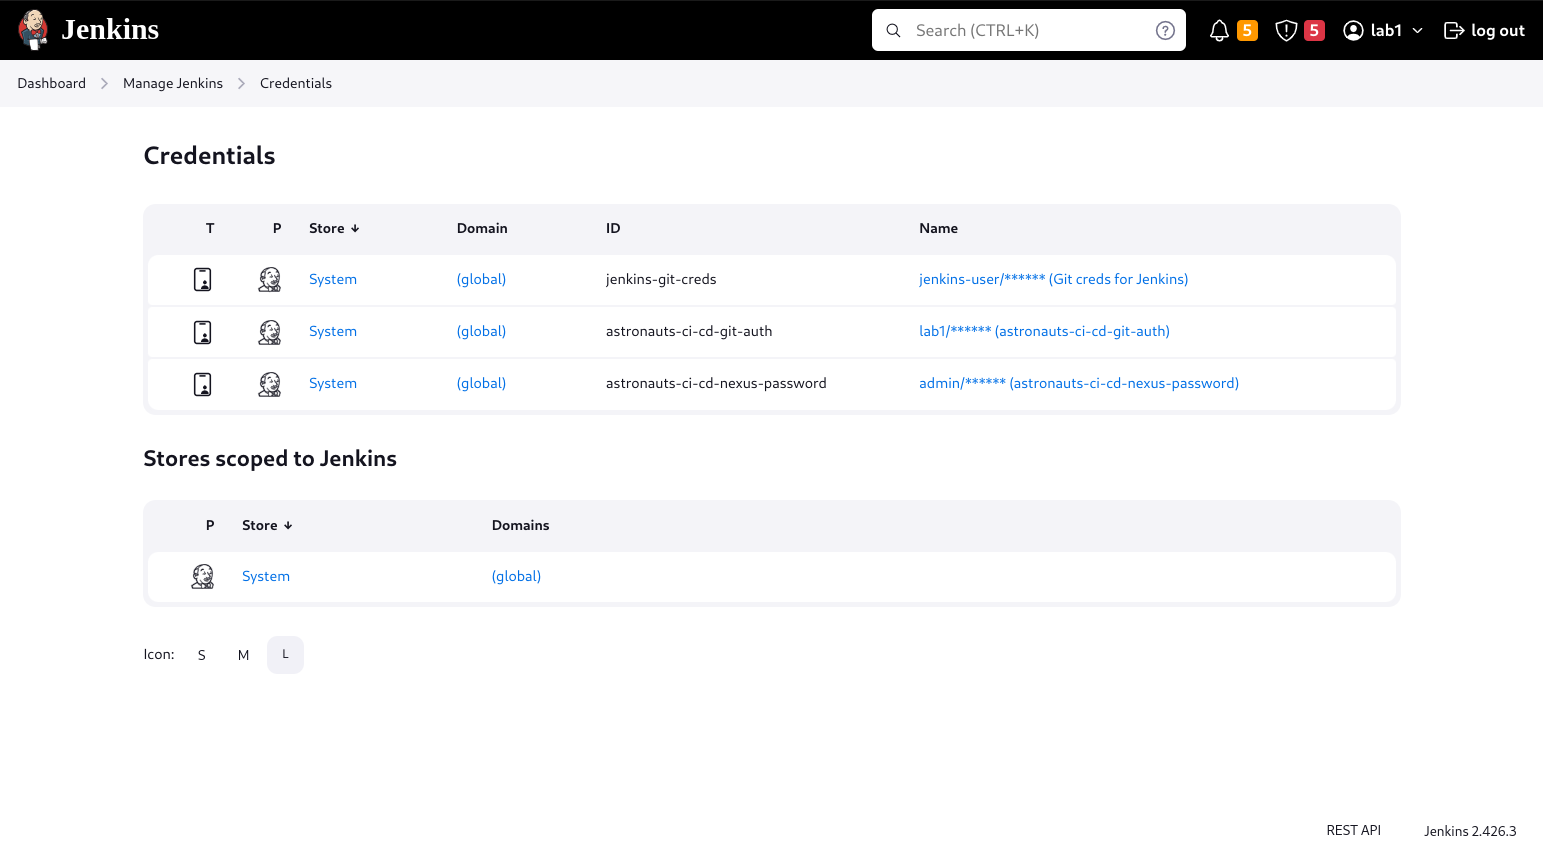 Jenkins
Search (CTRL+K)
5
5
lab1
log out
Dashboard
Manage Jenkins
Credentials
Credentials
T P Store ↓ Domain ID Name
System (global) jenkins-git-creds jenkins-user/****** (Git creds for Jenkins)
System (global) astronauts-ci-cd-git-auth lab1/****** (astronauts-ci-cd-git-auth)
System (global) astronauts-ci-cd-nexus-password admin/****** (astronauts-ci-cd-nexus-password)
Stores scoped to Jenkins
P Store ↓ Domains
System (global)
Icon: S M L
REST API Jenkins 2.426.3